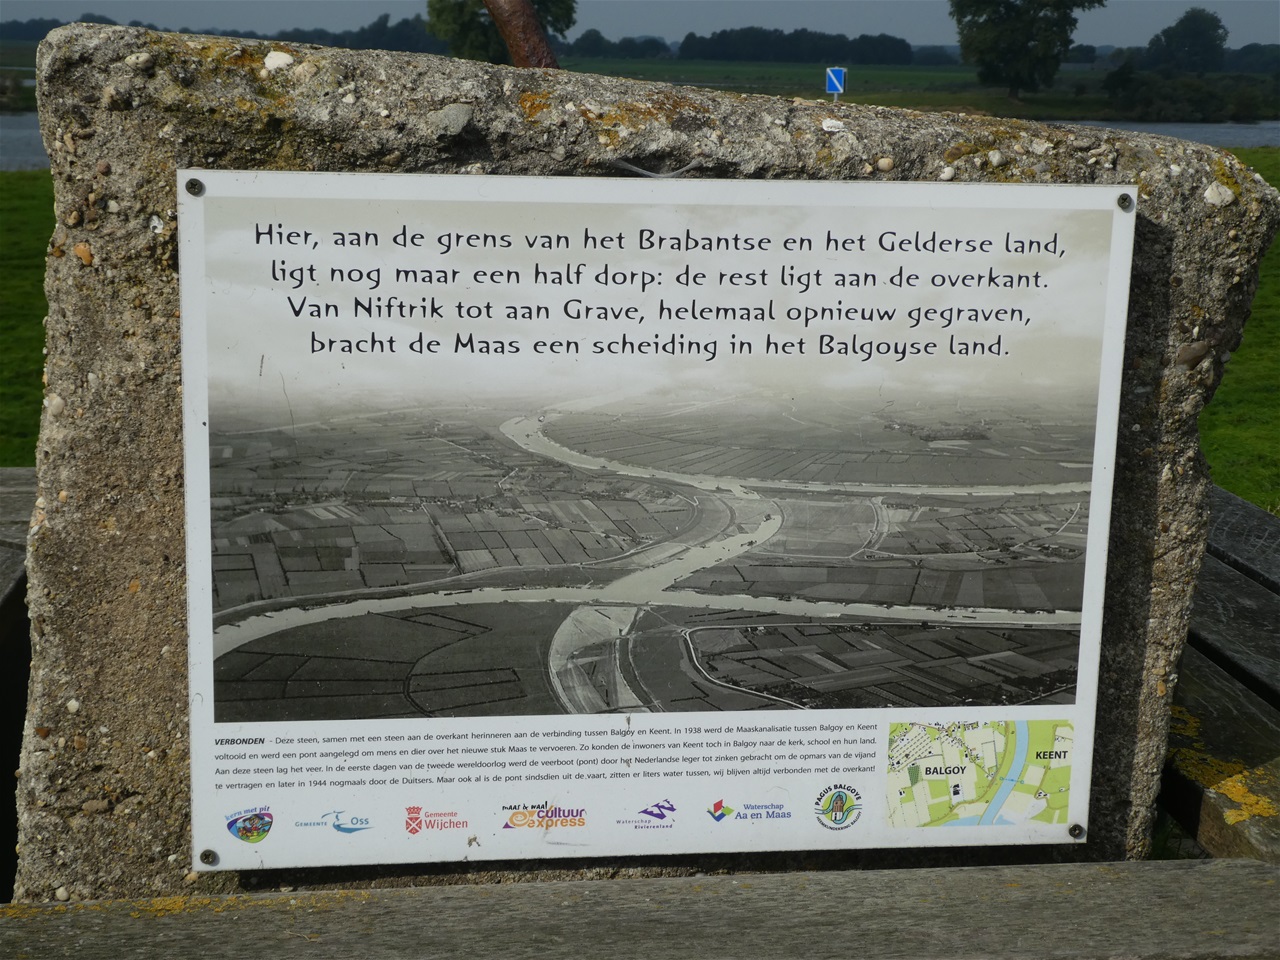 Hier, aan de grens van het Brabantse en het Gelderse land,
ligt nog maar een half dorp: de rest ligt aan de overkant.
Van Niftrik tot aan Grave, helemaal opnieuw gegraven,
bracht de Maas een scheiding in het Balgoyse land.
VERBONDEN - Deze steen, samen met een steen aan de overkant herinneren aan de verbinding tussen Balgoy en Keent. In 1938 werd de Maaskanalisatie tussen Balgoy en Keent
voltooid en werd een pont aangelegd om mens en dier over het nieuwe stuk Maas te vervoeren. Zo konden de inwoners van Keent toch in Balgoy naar de kerk, school en hun land.
Aan deze steen lag het veer. In de eerste dagen van de tweede wereldoorlog werd de veerboot (pont) door het Nederlandse leger tot zinken gebracht om de opmars van de vijand
te vertragen en later in 1944 nogmaals door de Duitsers. Maar ook al is de pont sindsdien uit de vaart, zitten er liters water tussen, wij blijven altijd verbonden met de overkant!
BALGOY
KEENT
kern met pit
GEMEENTE Oss
Gemeente
Wijchen
maas & waal
cultuur
express
Waterschap
Rivierenland
Waterschap
Aa en Maas
PAGUS BALGOYE